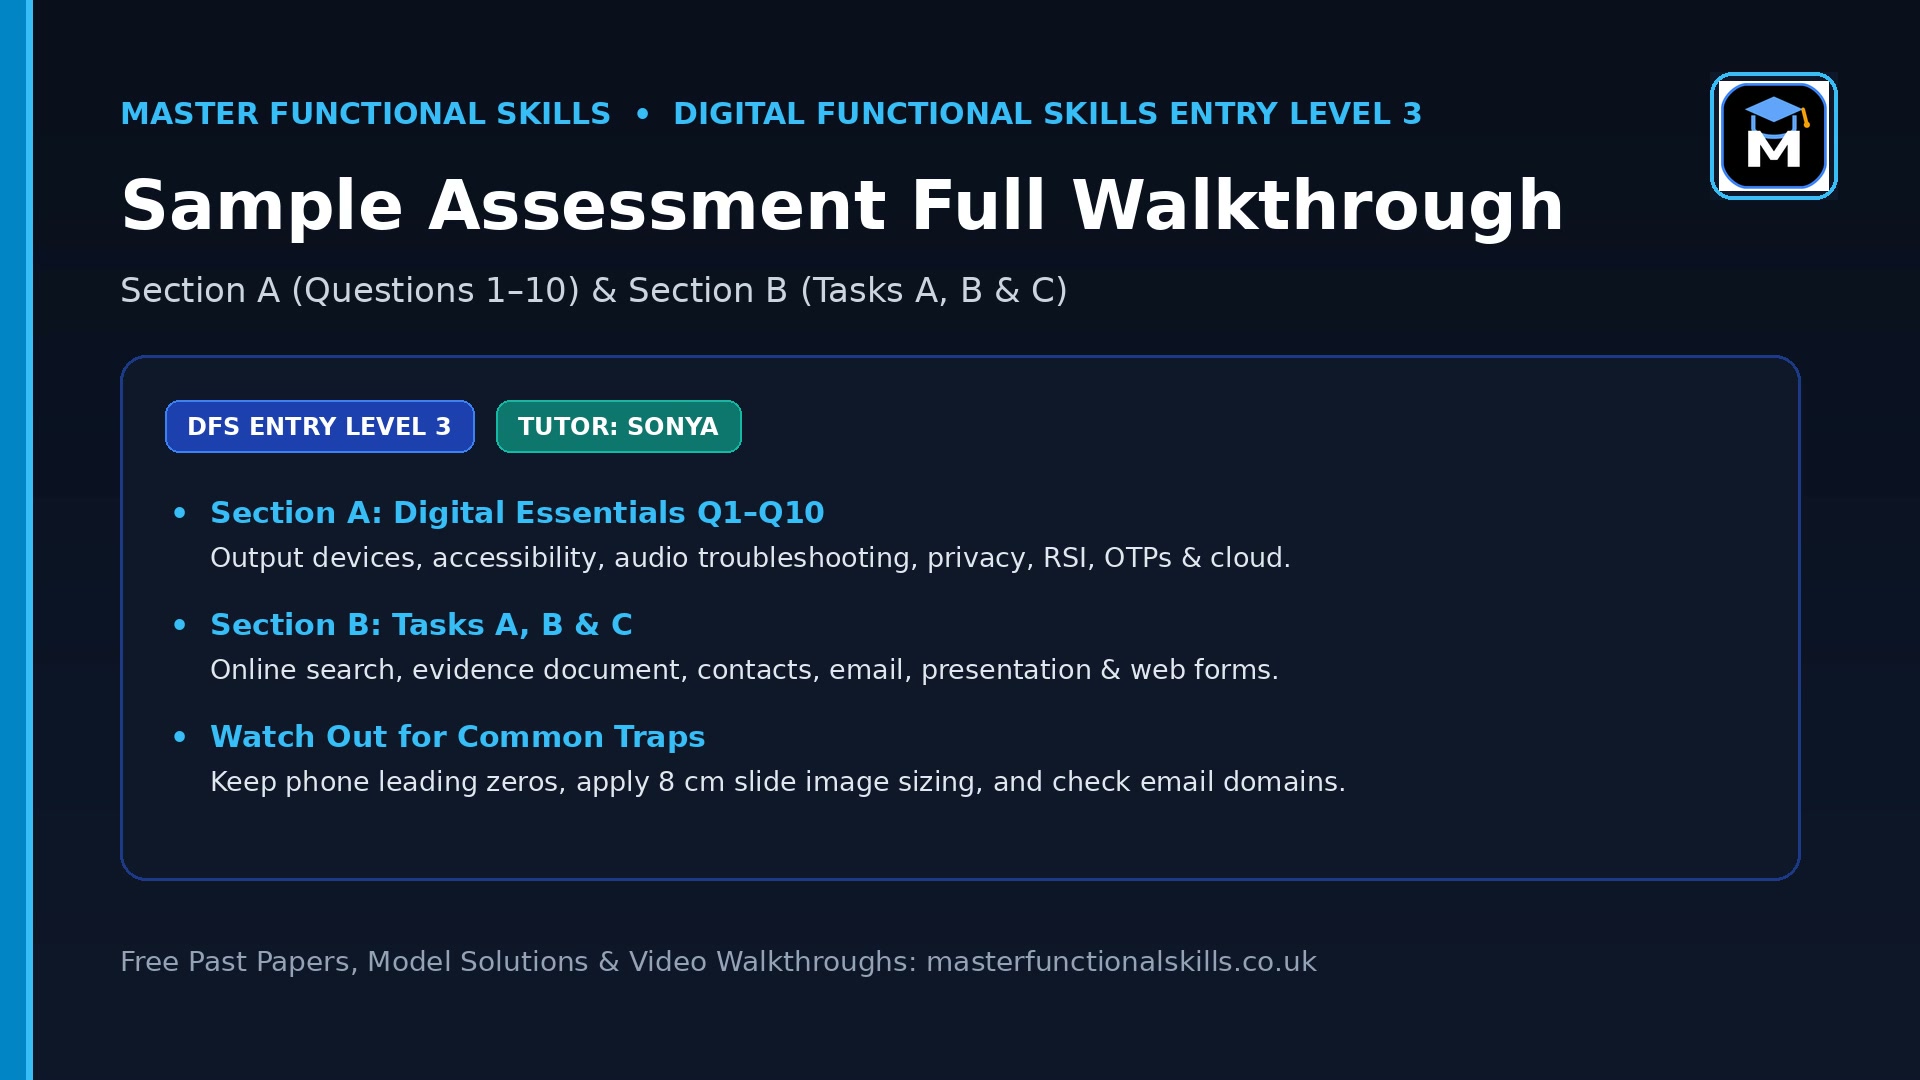 MASTER FUNCTIONAL SKILLS • DIGITAL FUNCTIONAL SKILLS ENTRY LEVEL 3
M
Sample Assessment Full Walkthrough
Section A (Questions 1–10) & Section B (Tasks A, B & C)
DFS ENTRY LEVEL 3
TUTOR: SONYA
• Section A: Digital Essentials Q1–Q10
Output devices, accessibility, audio troubleshooting, privacy, RSI, OTPs & cloud.
• Section B: Tasks A, B & C
Online search, evidence document, contacts, email, presentation & web forms.
• Watch Out for Common Traps
Keep phone leading zeros, apply 8 cm slide image sizing, and check email domains.
Free Past Papers, Model Solutions & Video Walkthroughs: masterfunctionalskills.co.uk